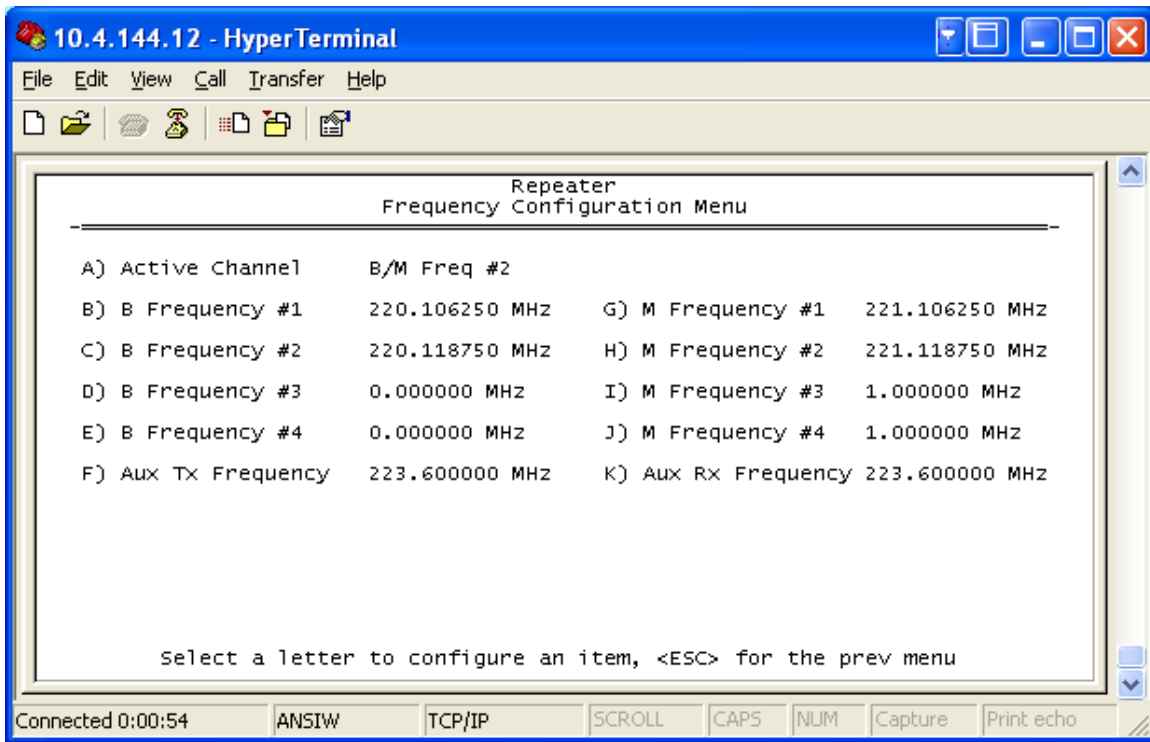 10.4.144.12 - HyperTerminal
File Edit View Call Transfer Help
Repeater
Frequency Configuration Menu
A) Active Channel B/M Freq #2
B) B Frequency #1 220.106250 MHz G) M Frequency #1 221.106250 MHz
C) B Frequency #2 220.118750 MHz H) M Frequency #2 221.118750 MHz
D) B Frequency #3 0.000000 MHz I) M Frequency #3 1.000000 MHz
E) B Frequency #4 0.000000 MHz J) M Frequency #4 1.000000 MHz
F) Aux Tx Frequency 223.600000 MHz K) Aux Rx Frequency 223.600000 MHz
Select a letter to configure an item, <ESC> for the prev menu
Connected 0:00:54 ANSIW TCP/IP SCROLL CAPS NUM Capture Print echo